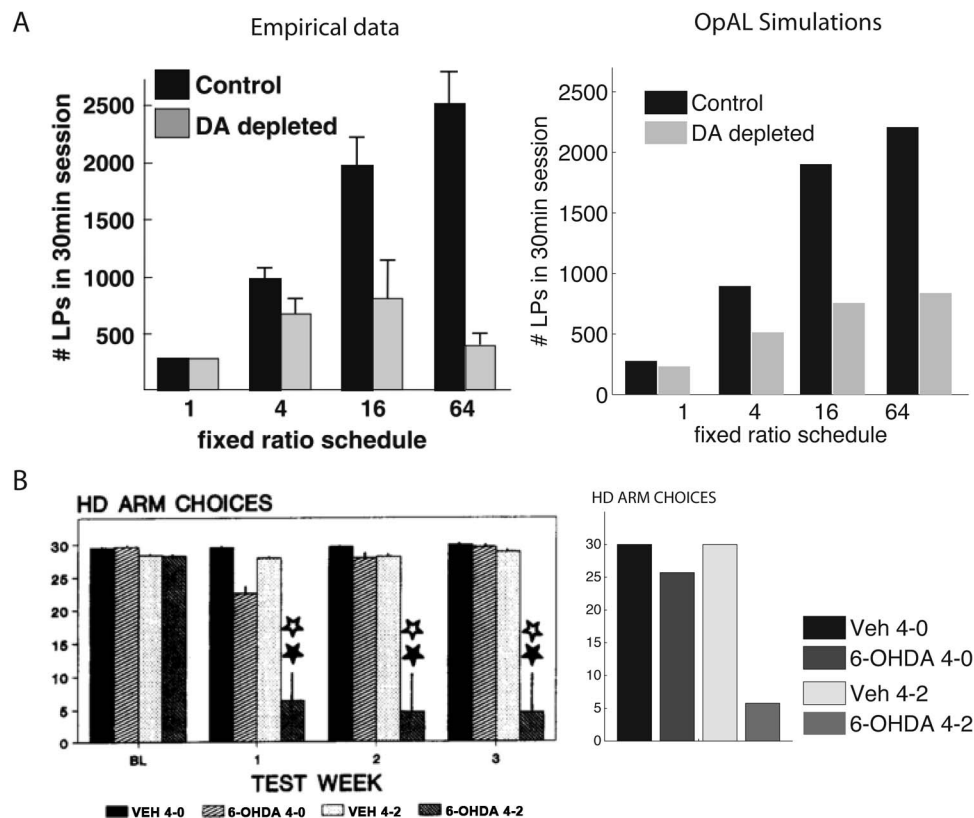 A
Empirical data
Control
DA depleted
# LPs in 30min session
2500
2000
1500
1000
500
1 4 16 64
fixed ratio schedule
OpAL Simulations
Control
DA depleted
# LPs in 30min session
2500
2000
1500
1000
500
0
1 4 16 64
fixed ratio schedule
B
HD ARM CHOICES
30
25
20
15
10
5
0
BL 1 2 3
TEST WEEK
VEH 4-0 6-OHDA 4-0 VEH 4-2 6-OHDA 4-2
HD ARM CHOICES
30
25
20
15
10
5
0
Veh 4-0
6-OHDA 4-0
Veh 4-2
6-OHDA 4-2